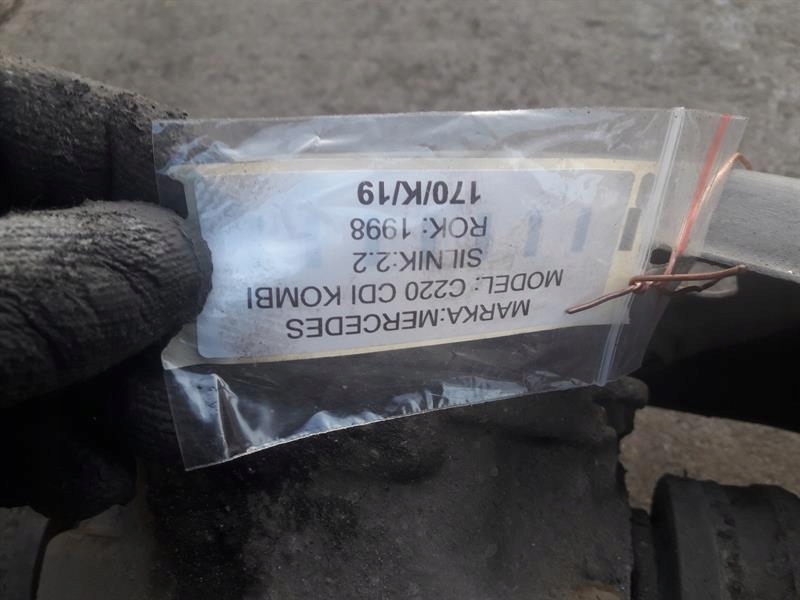 MARKA:MERCEDES
MODEL: C220 CDI KOMBI
SILNIK:2.2
ROK: 1998
170/K/19